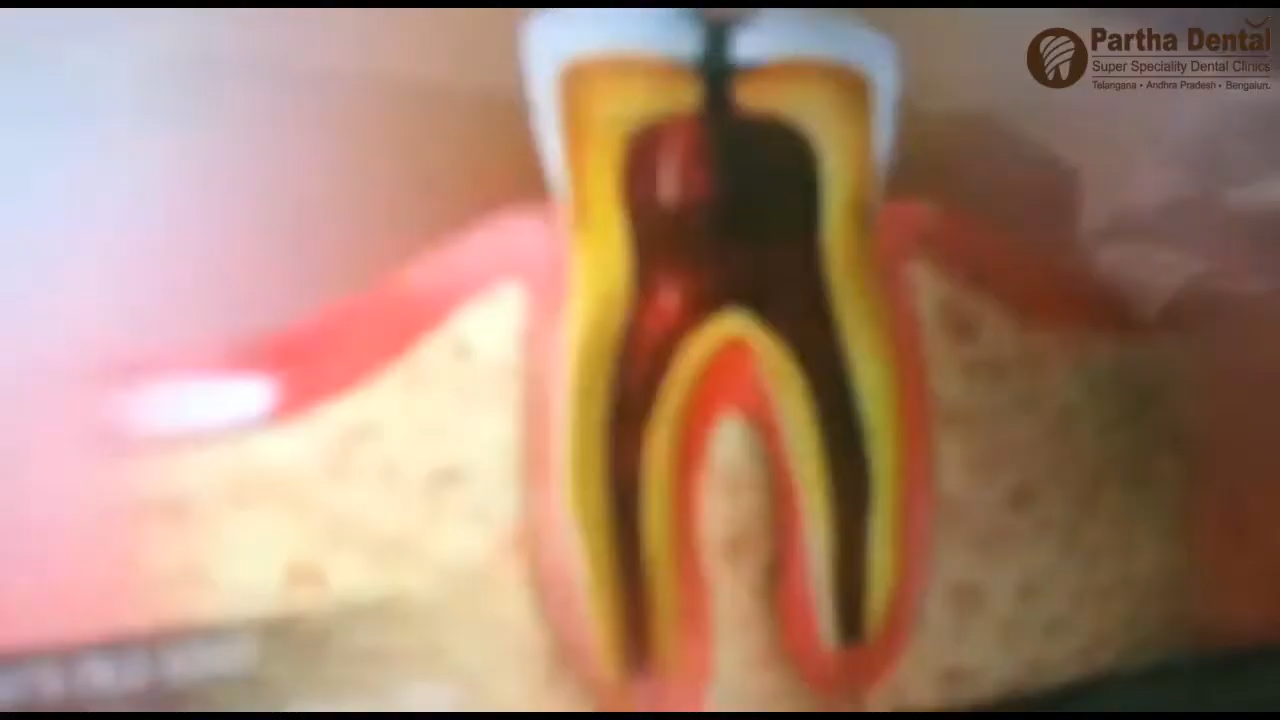 Partha Dental
Super Speciality Dental Clinics
Telangana • Andhra Pradesh • Bengaluru.